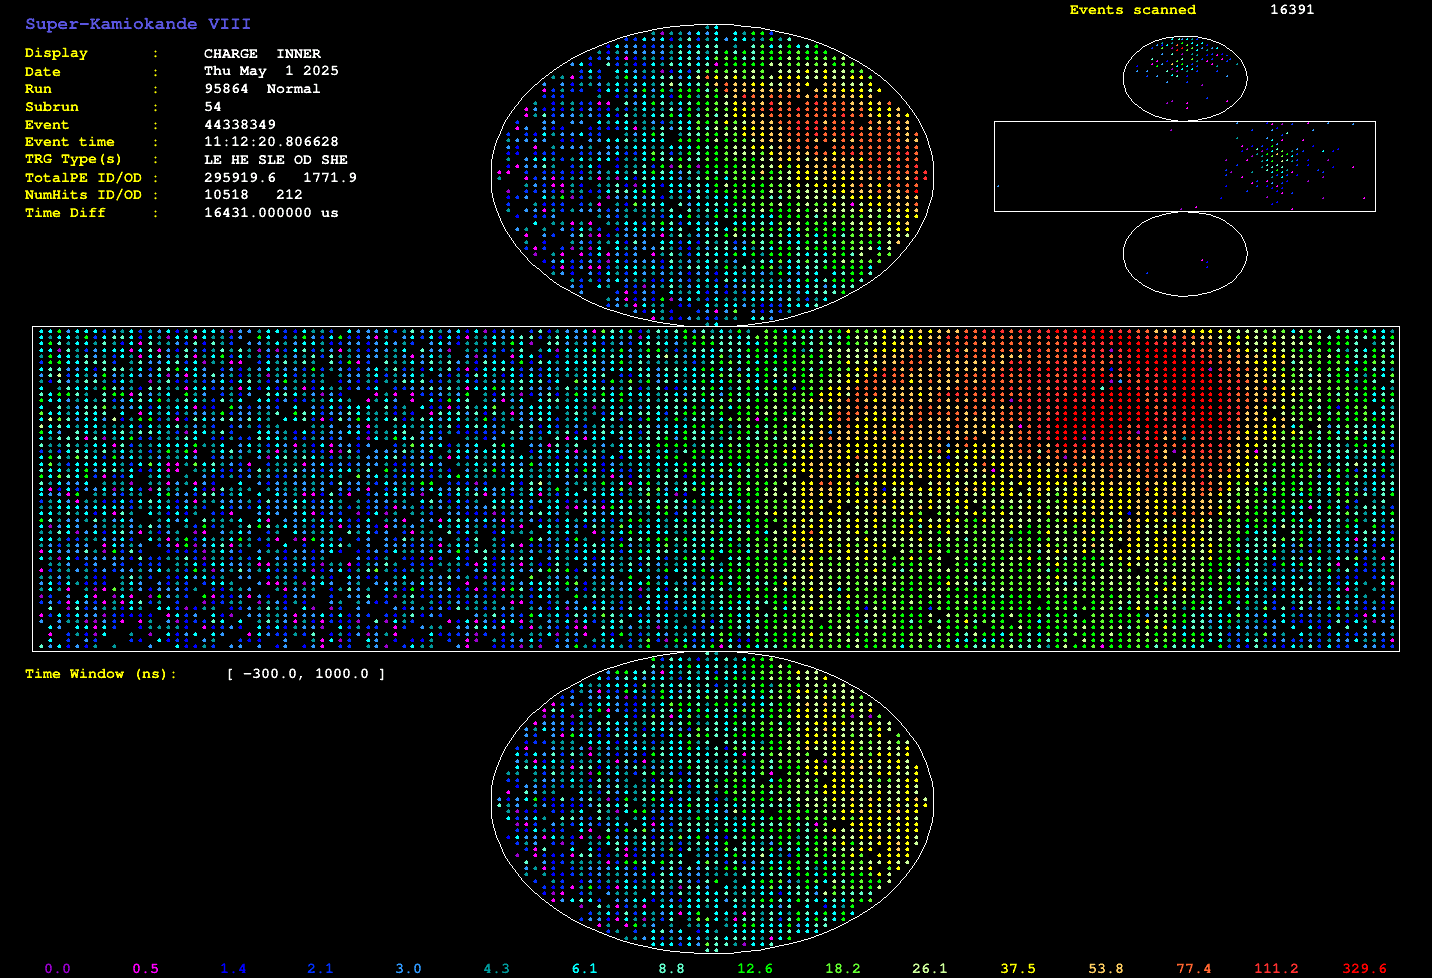 Super-Kamiokande VIII
Display : CHARGE INNER
Date : Thu May 1 2025
Run : 95864 Normal
Subrun : 54
Event : 44338349
Event time : 11:12:20.806628
TRG Type(s) : LE HE SLE OD SHE
TotalPE ID/OD : 295919.6 1771.9
NumHits ID/OD : 10518 212
Time Diff : 16431.000000 us
Events scanned 16391
Time Window (ns): [ -300.0, 1000.0 ]
0.0 0.5 1.4 2.1 3.0 4.3 6.1 8.8 12.6 18.2 26.1 37.5 53.8 77.4 111.2 329.6